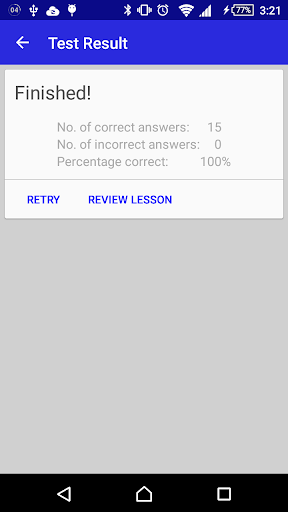 04 77% 3:21
Test Result
Finished!
No. of correct answers: 15
No. of incorrect answers: 0
Percentage correct: 100%
RETRY REVIEW LESSON